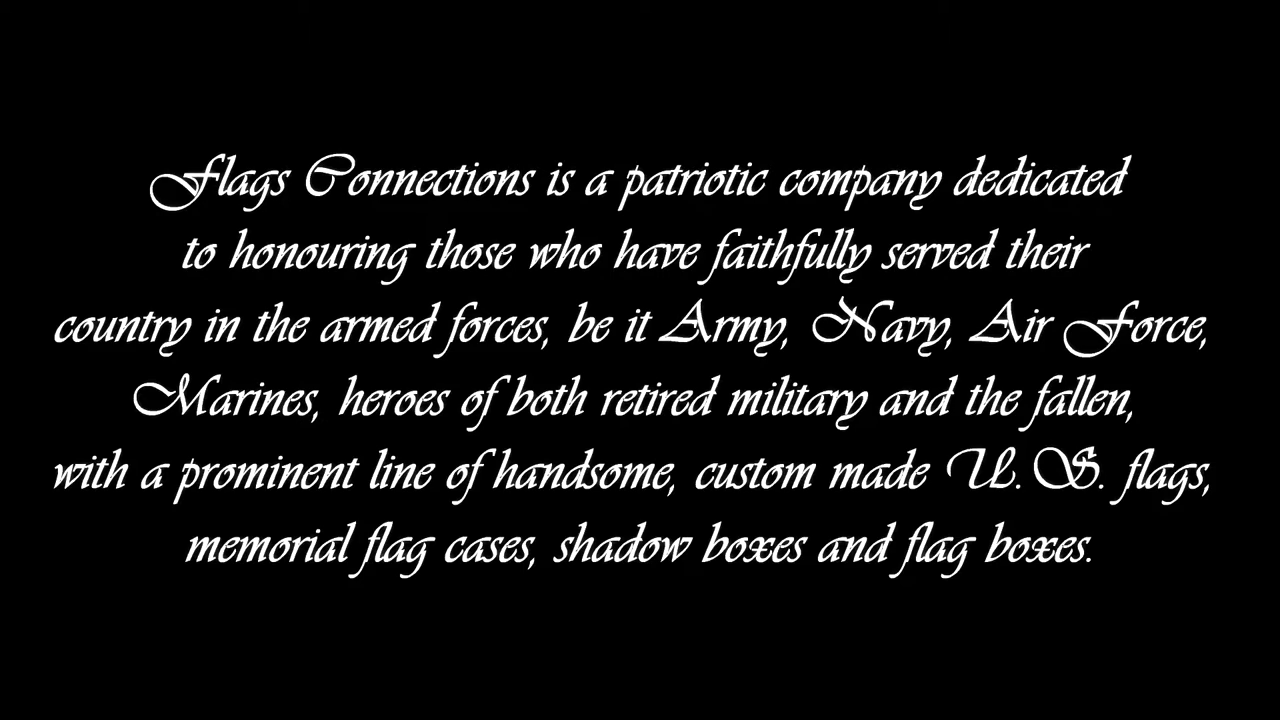 Flags Connections is a patriotic company dedicated
to honouring those who have faithfully served their
country in the armed forces, be it Army, Navy, Air Force,
Marines, heroes of both retired military and the fallen,
with a prominent line of handsome, custom made U.S. flags,
memorial flag cases, shadow boxes and flag boxes.